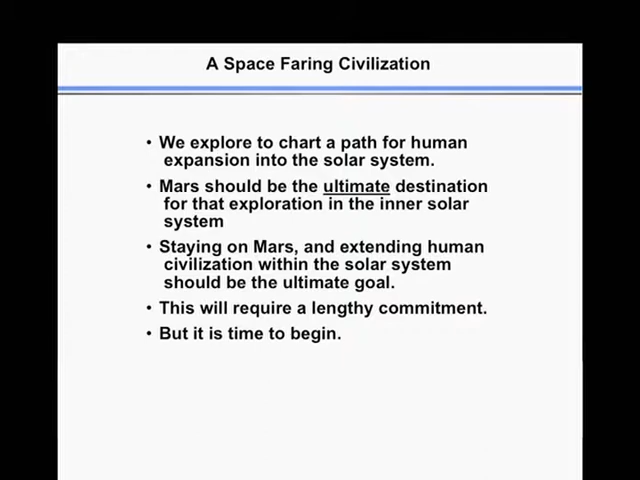 A Space Faring Civilization
• We explore to chart a path for human
expansion into the solar system.
• Mars should be the ultimate destination
for that exploration in the inner solar
system
• Staying on Mars, and extending human
civilization within the solar system
should be the ultimate goal.
• This will require a lengthy commitment.
• But it is time to begin.